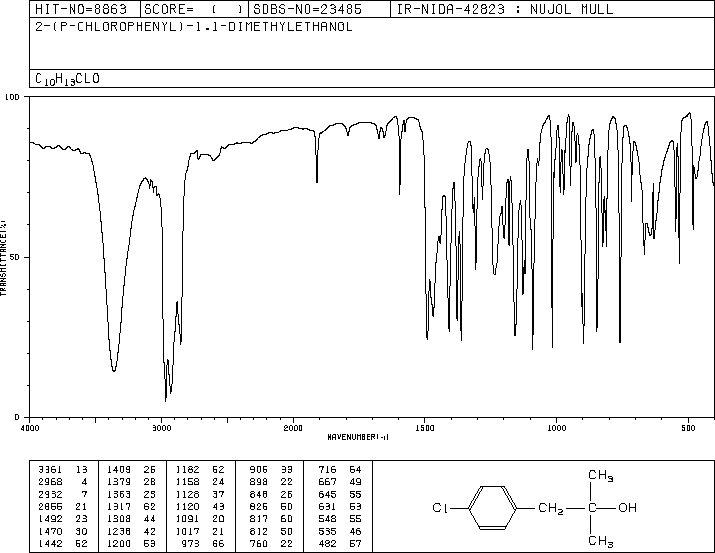 HIT-NO=8863 SCORE= ( ) SDBS-NO=23485 IR-NIDA-42823 : NUJOL MULL
2-(P-CHLOROPHENYL)-1,1-DIMETHYLETHANOL
C10H13CLO
100
50
0
TRANSMITTANCE(%)
4000 3000 2000 1500 1000 500
WAVENUMBER(-1)
3361 13 1409 26 1182 62 906 716 64
2968 4 1379 28 1158 24 898 22 667 49
2932 7 1363 23 1128 37 848 26 645 55
2866 21 1317 62 1120 43 826 60 631 53
1492 23 1308 44 1091 20 817 60 548 55
1470 30 1238 42 1017 21 812 50 535 46
1442 52 1200 53 973 66 760 22 482 57
CH3
Cl CH2 C OH
CH3